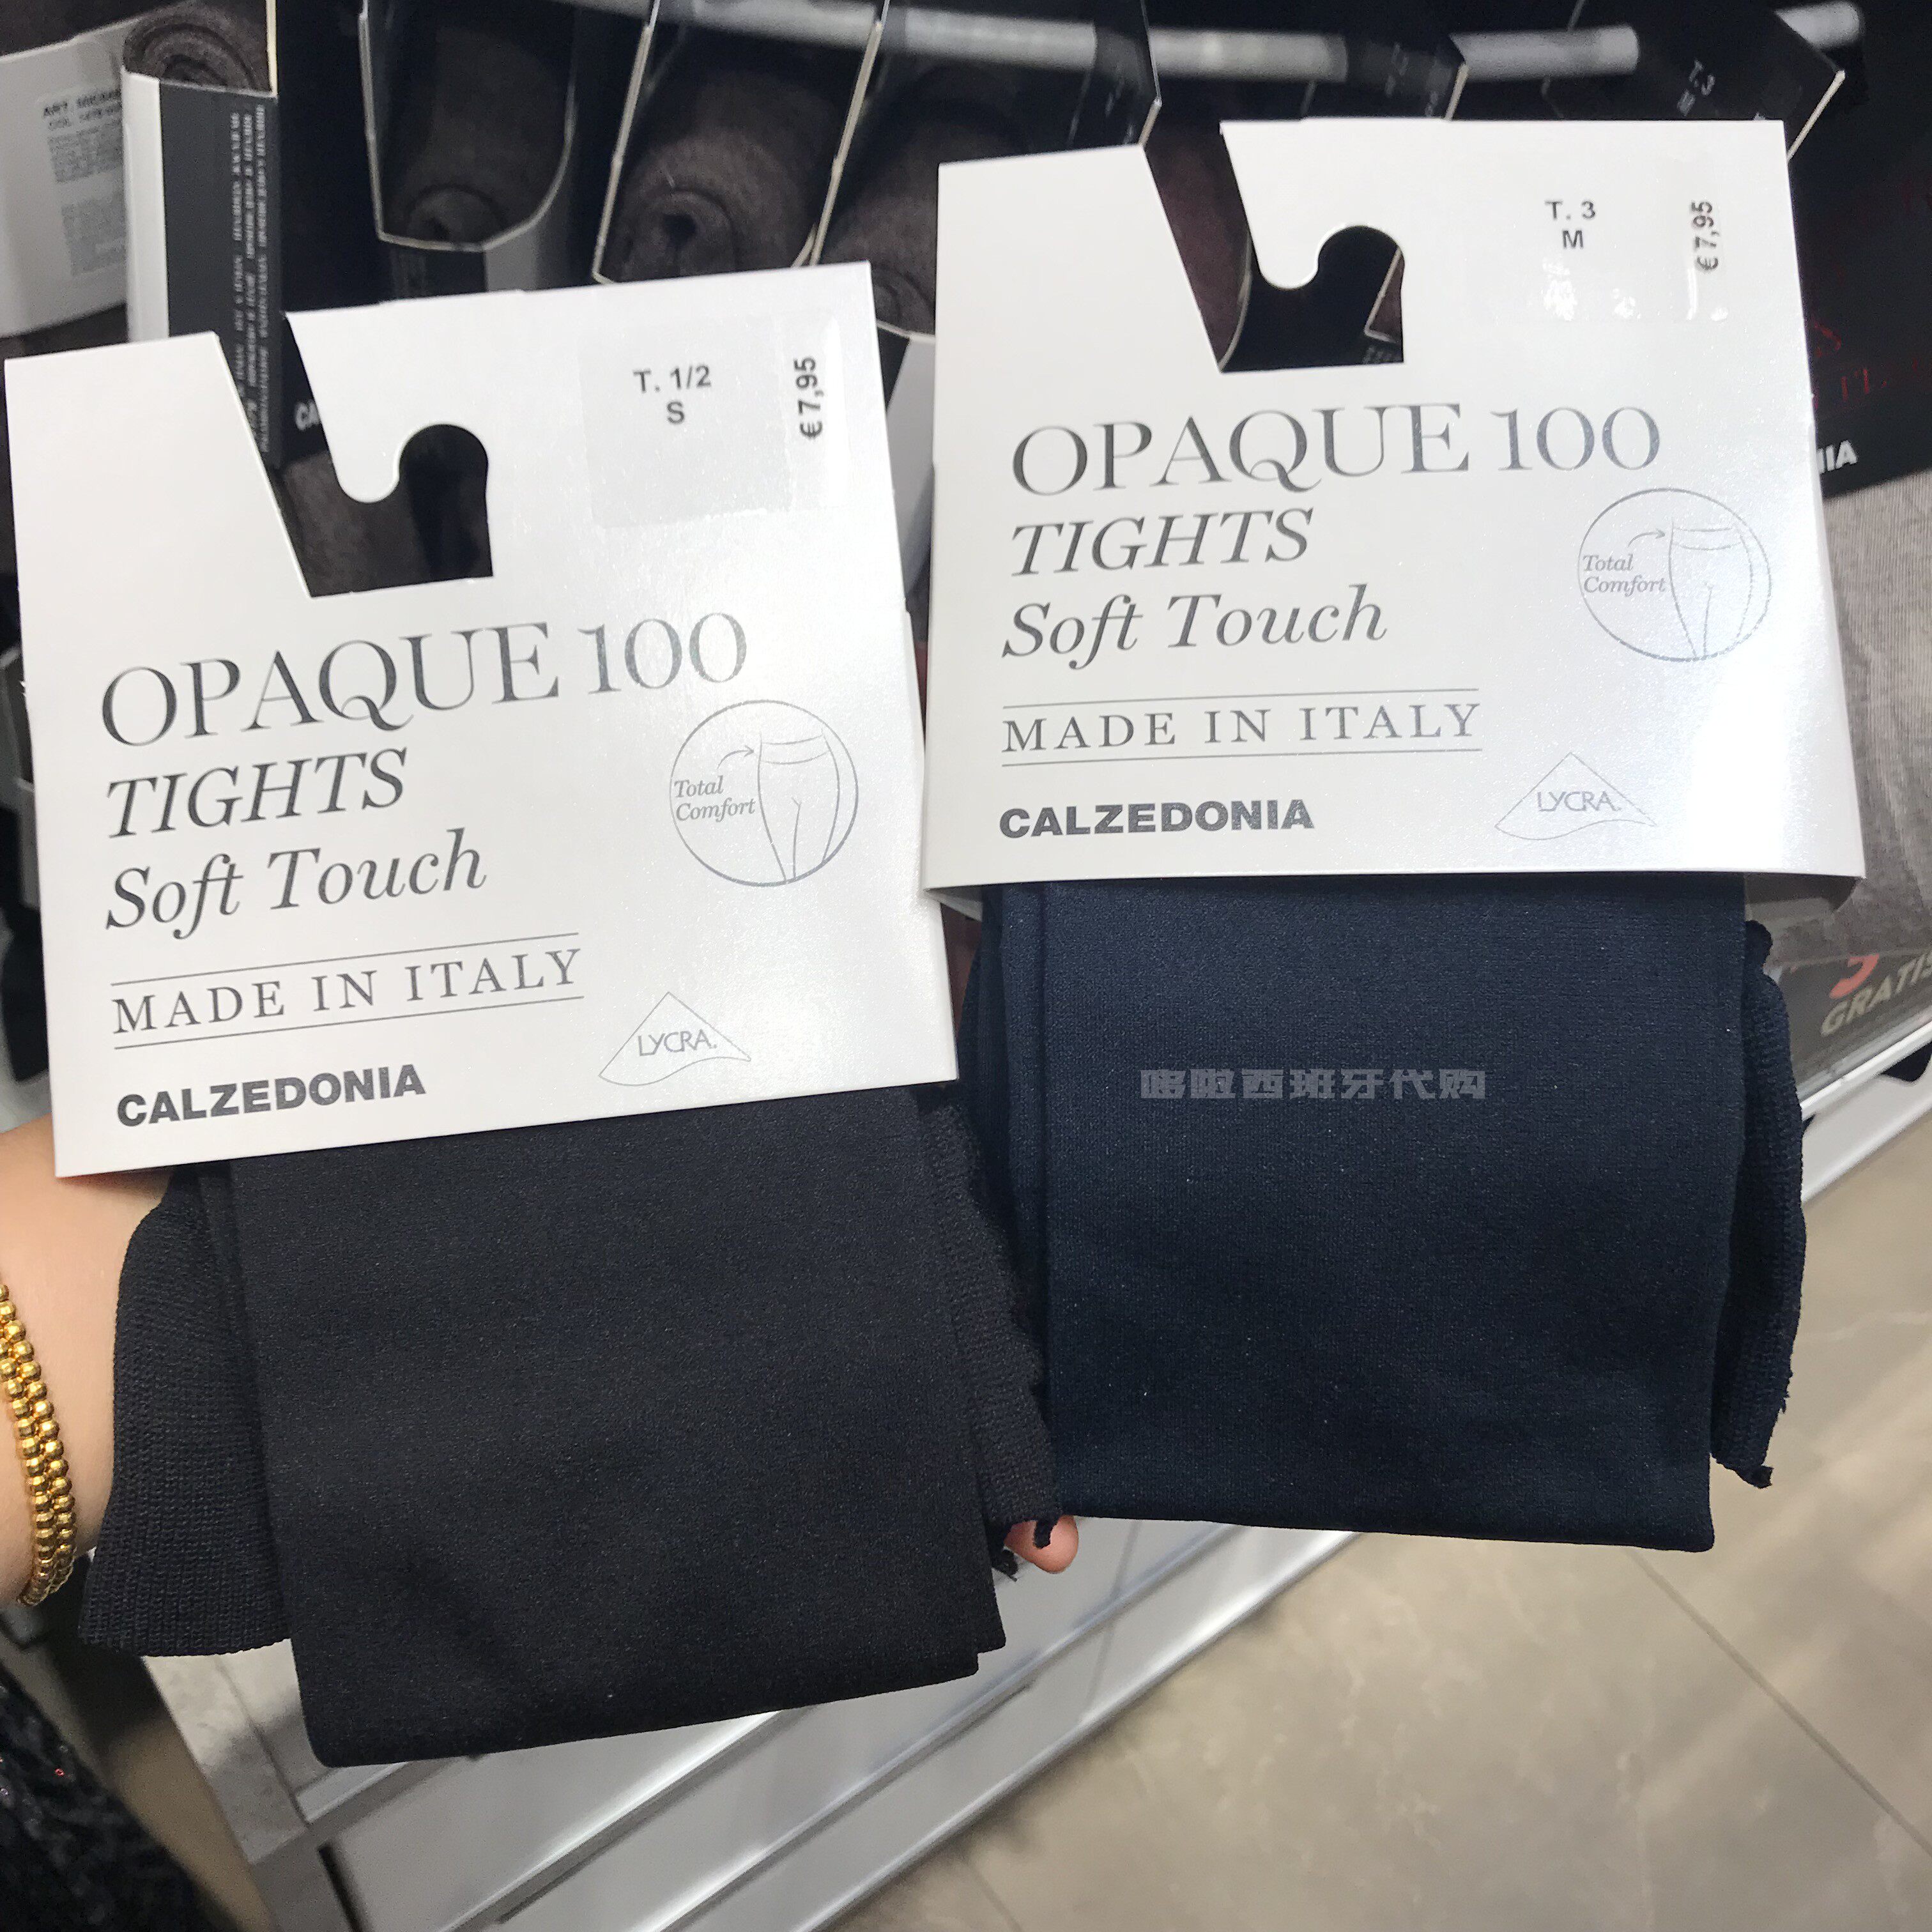 T. 1/2
S
€7,95
OPAQUE 100
TIGHTS
Soft Touch
Total
Comfort
MADE IN ITALY
LYCRA.
CALZEDONIA
T. 3
M
€7,95
OPAQUE 100
TIGHTS
Soft Touch
Total
Comfort
MADE IN ITALY
LYCRA.
CALZEDONIA
哆啦西班牙代购
T.3
M
GRATIS